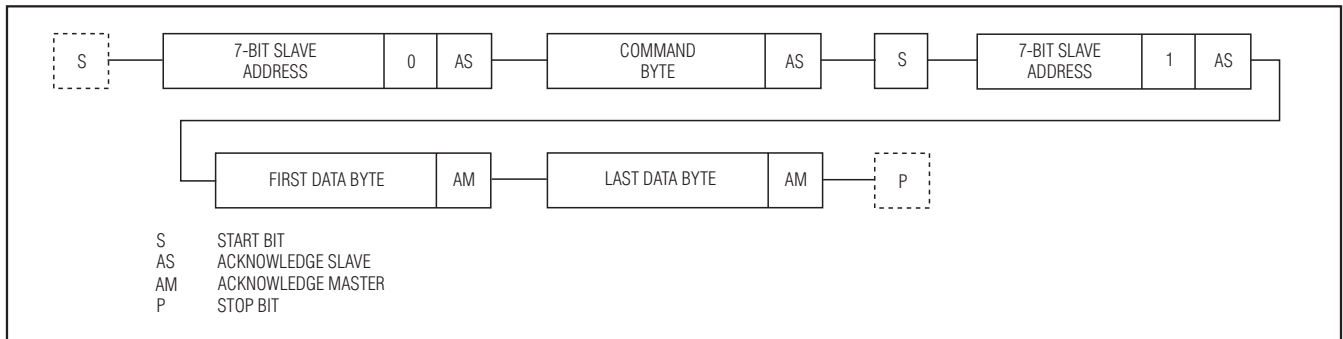 S
7-BIT SLAVE
ADDRESS
0
AS
COMMAND
BYTE
AS
S
7-BIT SLAVE
ADDRESS
1
AS
FIRST DATA BYTE
AM
LAST DATA BYTE
AM
P
S START BIT
AS ACKNOWLEDGE SLAVE
AM ACKNOWLEDGE MASTER
P STOP BIT